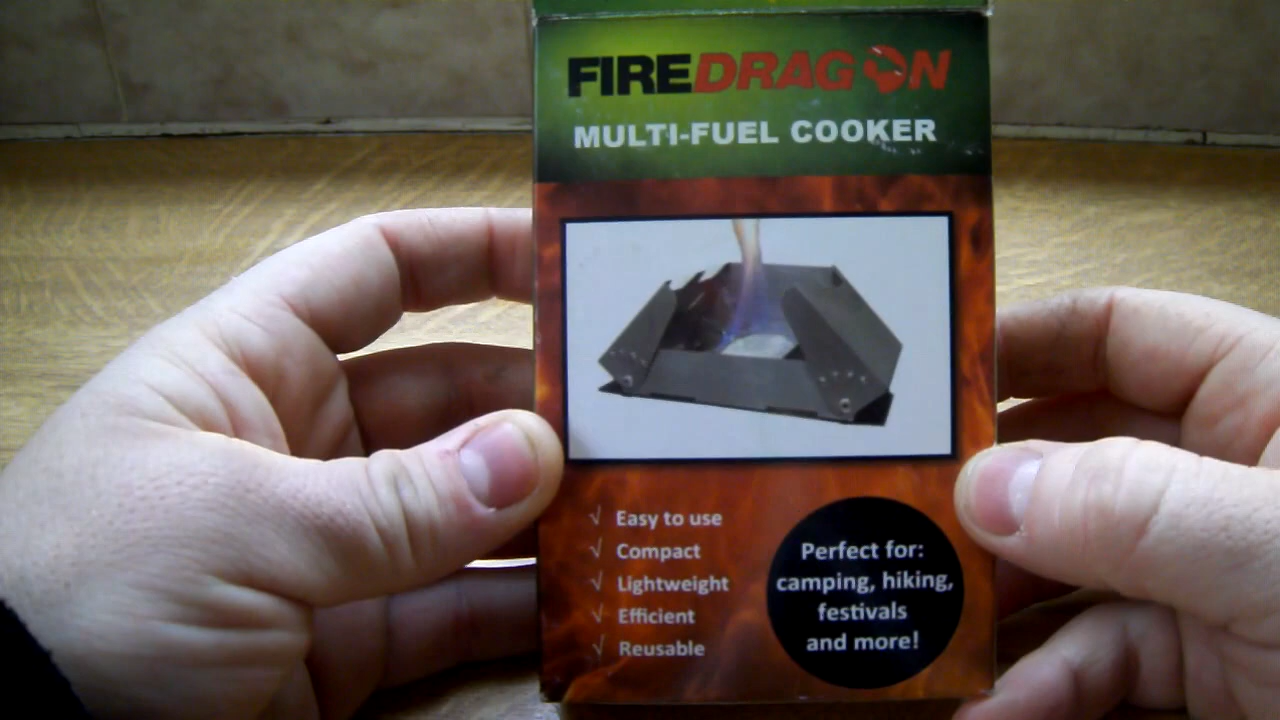 FIREDRAGON
MULTI-FUEL COOKER
√ Easy to use
√ Compact
√ Lightweight
√ Efficient
√ Reusable
Perfect for:
camping, hiking,
festivals
and more!